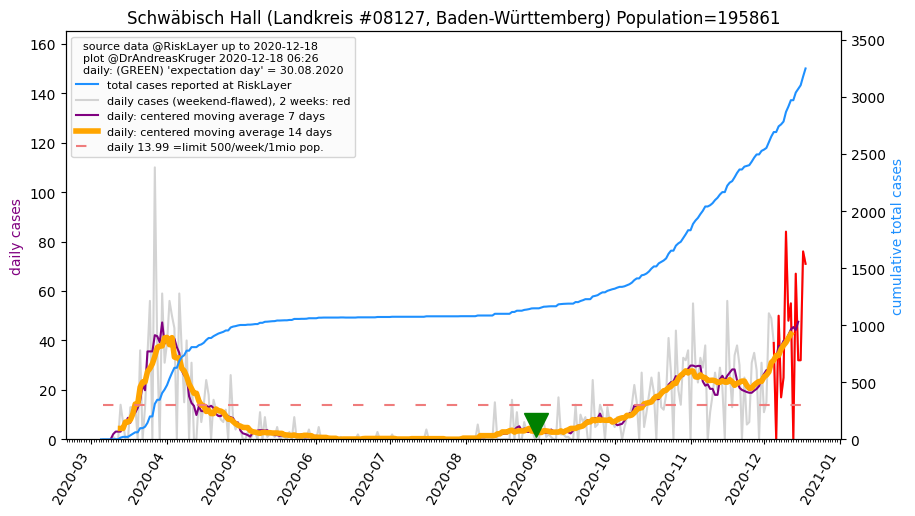 Schwäbisch Hall (Landkreis #08127, Baden-Württemberg) Population=195861
source data @RiskLayer up to 2020-12-18
plot @DrAndreasKruger 2020-12-18 06:26
daily: (GREEN) 'expectation day' = 30.08.2020
total cases reported at RiskLayer
daily cases (weekend-flawed), 2 weeks: red
daily: centered moving average 7 days
daily: centered moving average 14 days
daily 13.99 =limit 500/week/1mio pop.
daily cases
160
140
120
100
80
60
40
20
0
3500
3000
2500
2000
1500
1000
500
0
cumulative total cases
2020-03
2020-04
2020-05
2020-06
2020-07
2020-08
2020-09
2020-10
2020-11
2020-12
2021-01